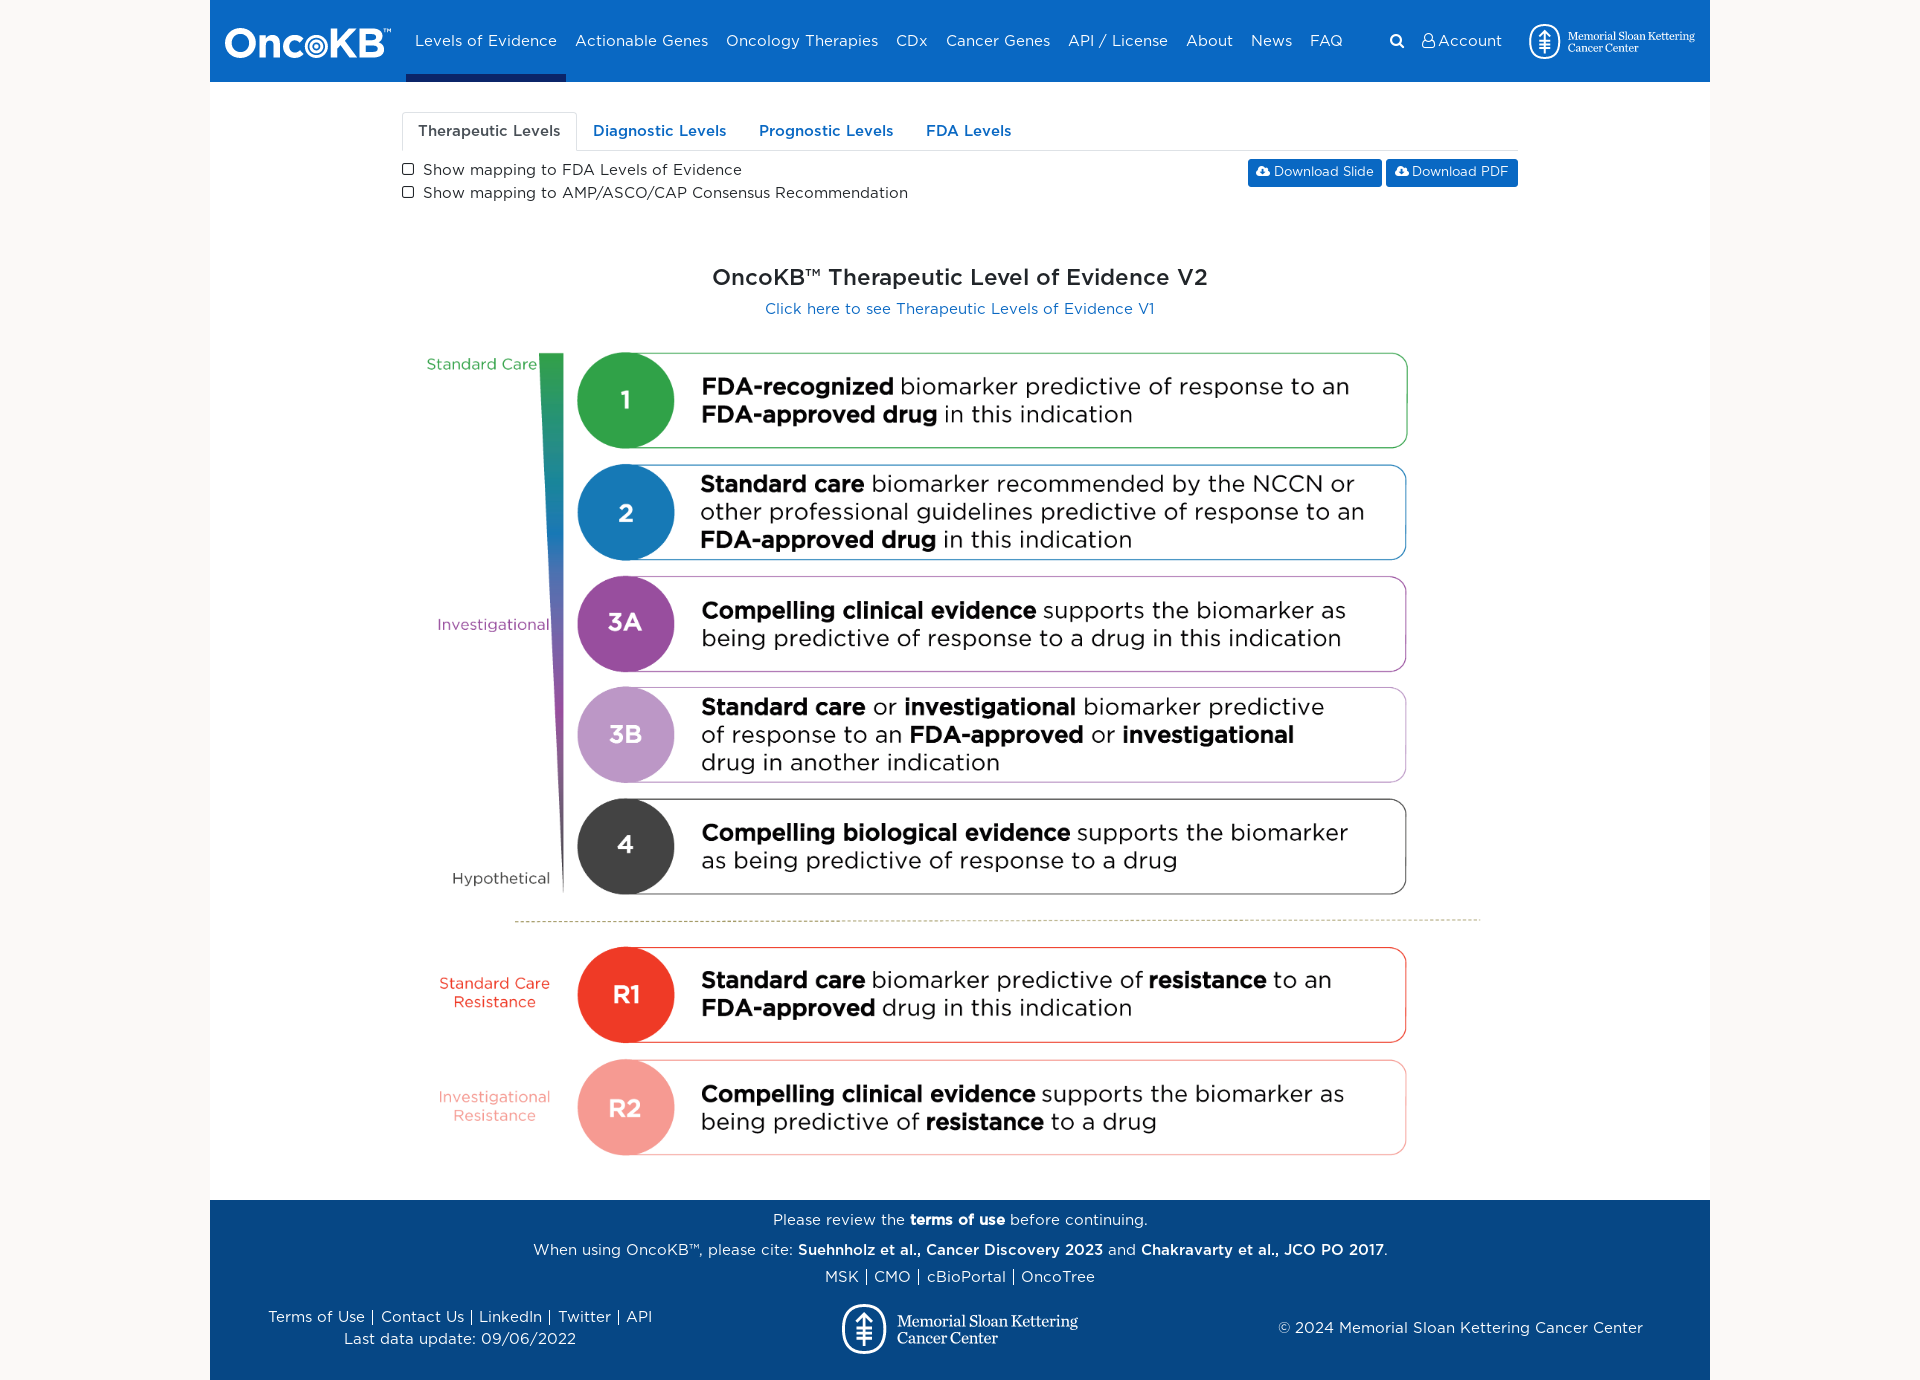 OncoKB™
Levels of Evidence
Actionable Genes
Oncology Therapies
CDx
Cancer Genes
API / License
About
News
FAQ
Account
Memorial Sloan Kettering
Cancer Center
Therapeutic Levels
Diagnostic Levels
Prognostic Levels
FDA Levels
Show mapping to FDA Levels of Evidence
Show mapping to AMP/ASCO/CAP Consensus Recommendation
Download Slide
Download PDF
OncoKB™ Therapeutic Level of Evidence V2
Click here to see Therapeutic Levels of Evidence V1
Standard Care
1
FDA-recognized biomarker predictive of response to an
FDA-approved drug in this indication
2
Standard care biomarker recommended by the NCCN or
other professional guidelines predictive of response to an
FDA-approved drug in this indication
Investigational
3A
Compelling clinical evidence supports the biomarker as
being predictive of response to a drug in this indication
3B
Standard care or investigational biomarker predictive
of response to an FDA-approved or investigational
drug in another indication
Hypothetical
4
Compelling biological evidence supports the biomarker
as being predictive of response to a drug
Standard Care
Resistance
R1
Standard care biomarker predictive of resistance to an
FDA-approved drug in this indication
Investigational
Resistance
R2
Compelling clinical evidence supports the biomarker as
being predictive of resistance to a drug
Please review the terms of use before continuing.
When using OncoKB™, please cite: Suehnholz et al., Cancer Discovery 2023 and Chakravarty et al., JCO PO 2017.
MSK | CMO | cBioPortal | OncoTree
Terms of Use | Contact Us | LinkedIn | Twitter | API
Last data update: 09/06/2022
Memorial Sloan Kettering
Cancer Center
© 2024 Memorial Sloan Kettering Cancer Center